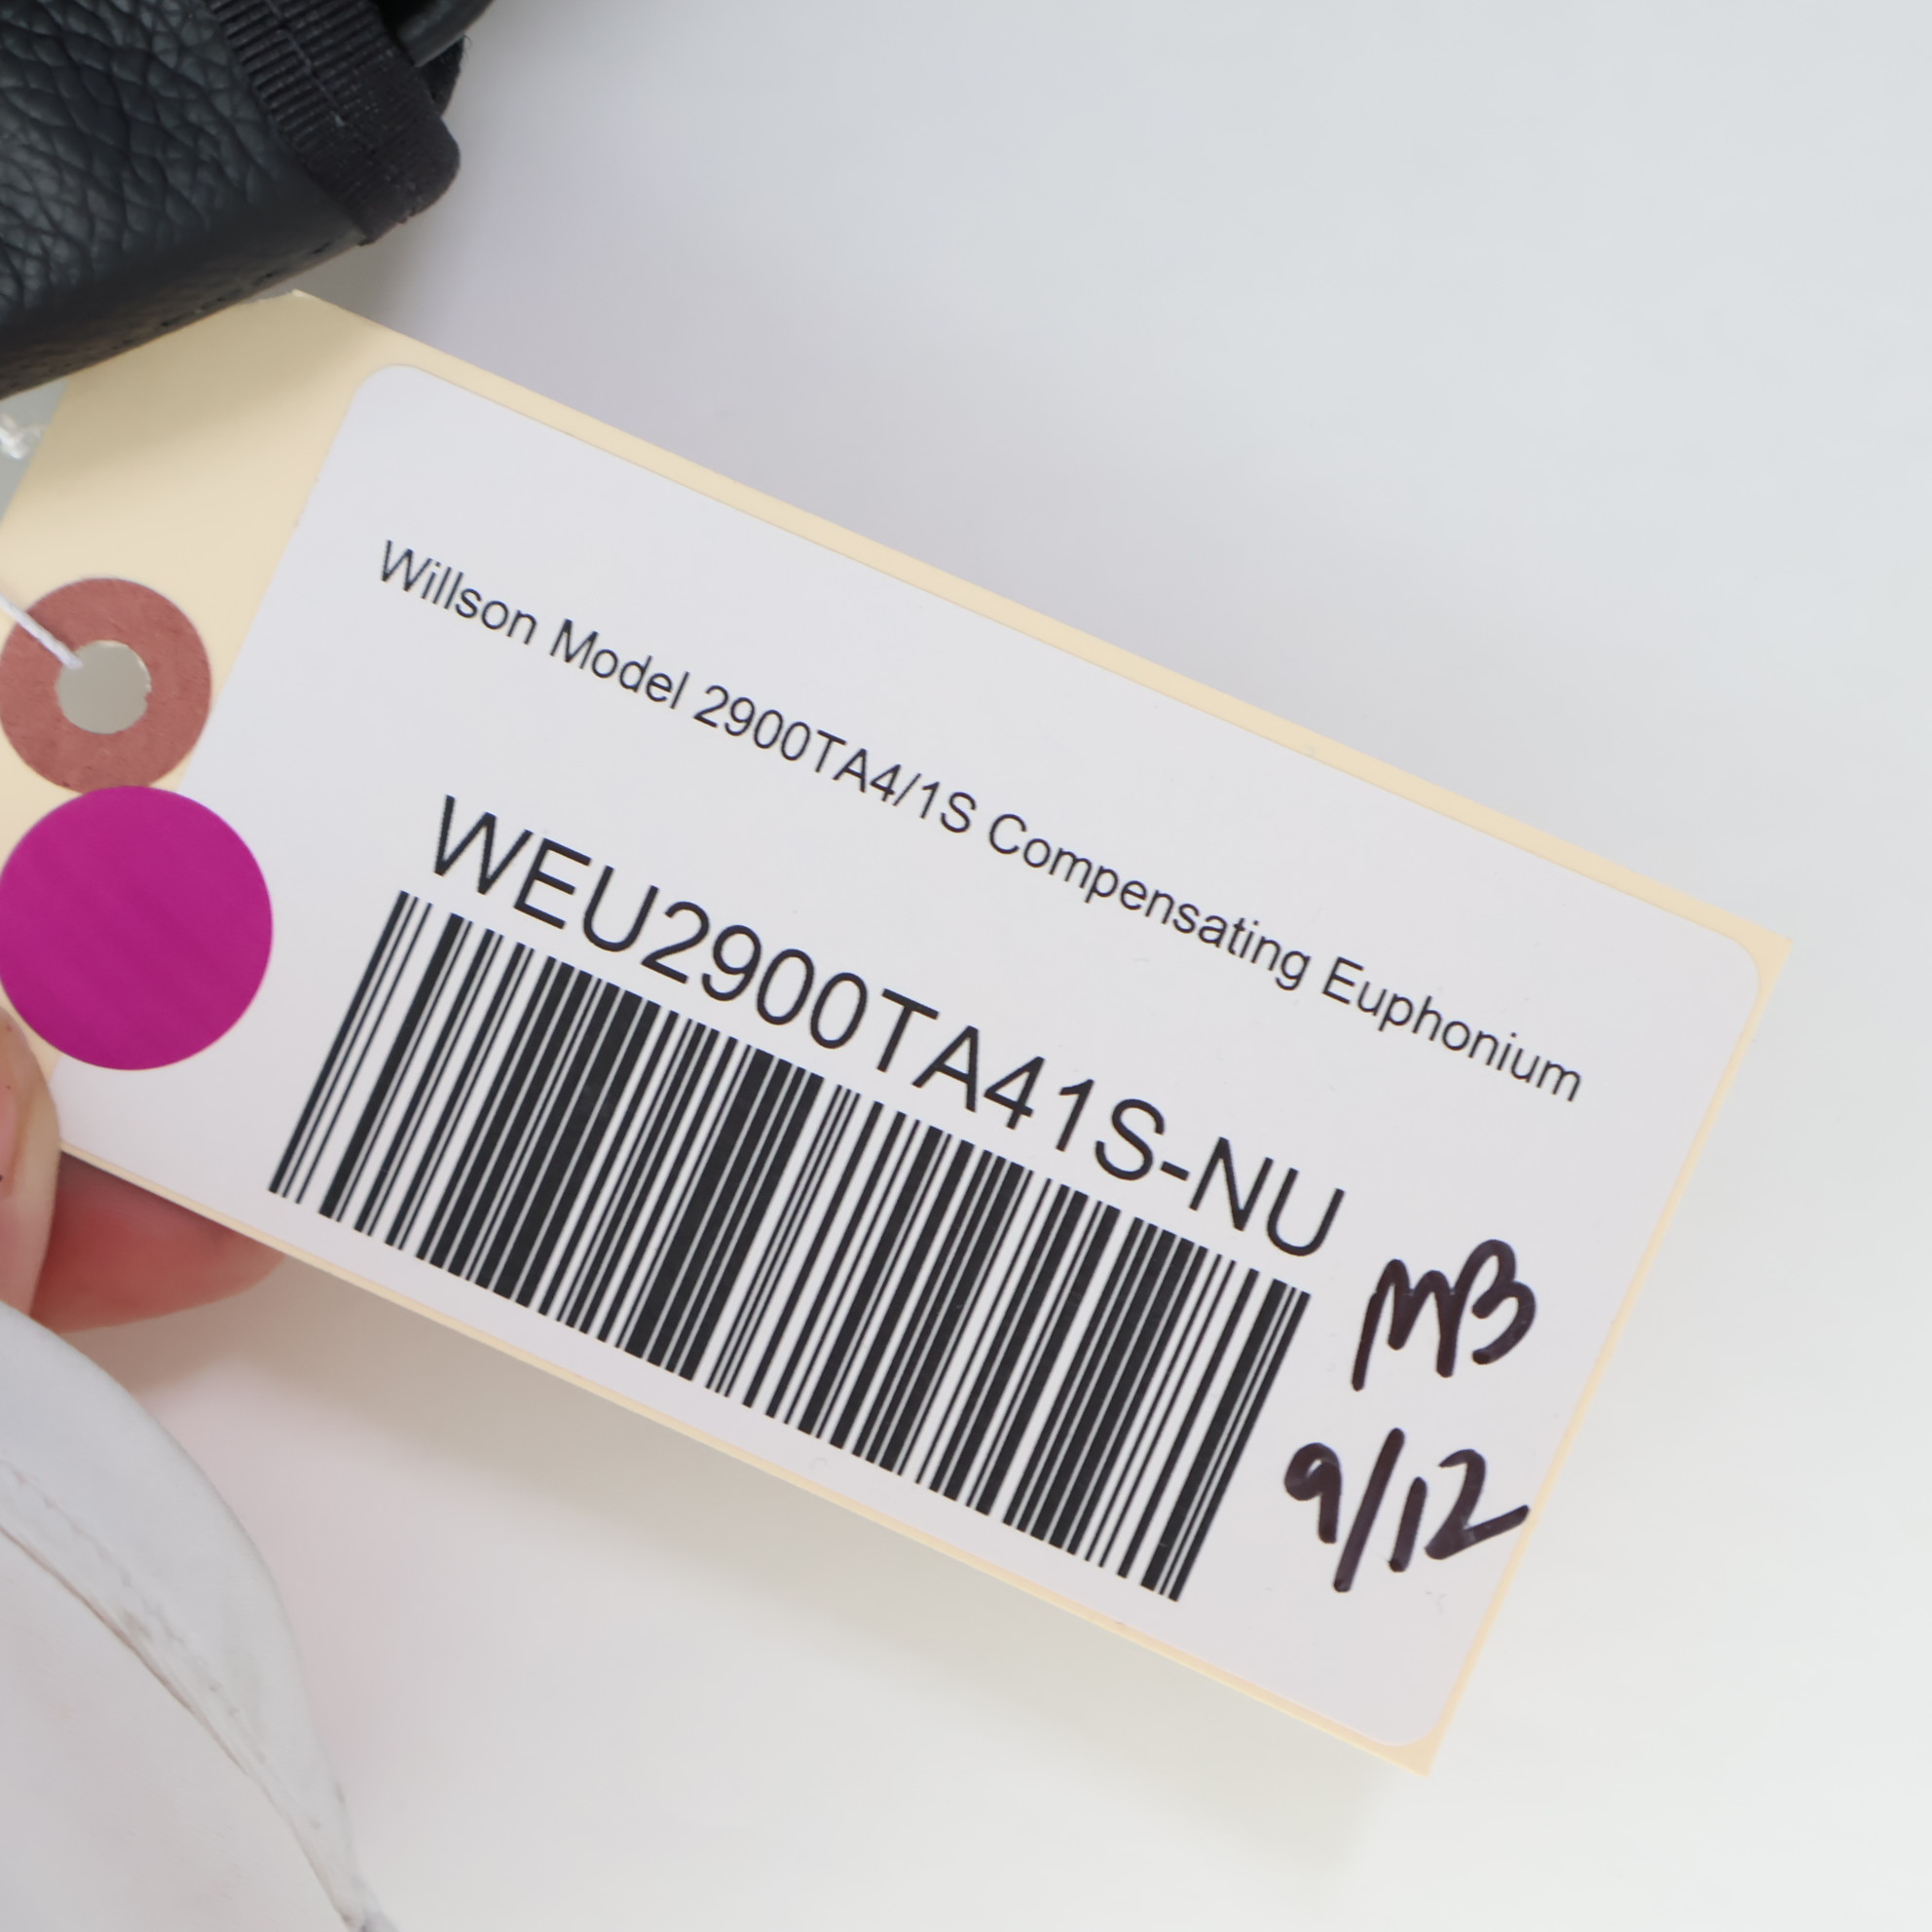 Willson Model 2900TA4/1S Compensating Euphonium
WEU2900TA41S-NU
MB
9/12